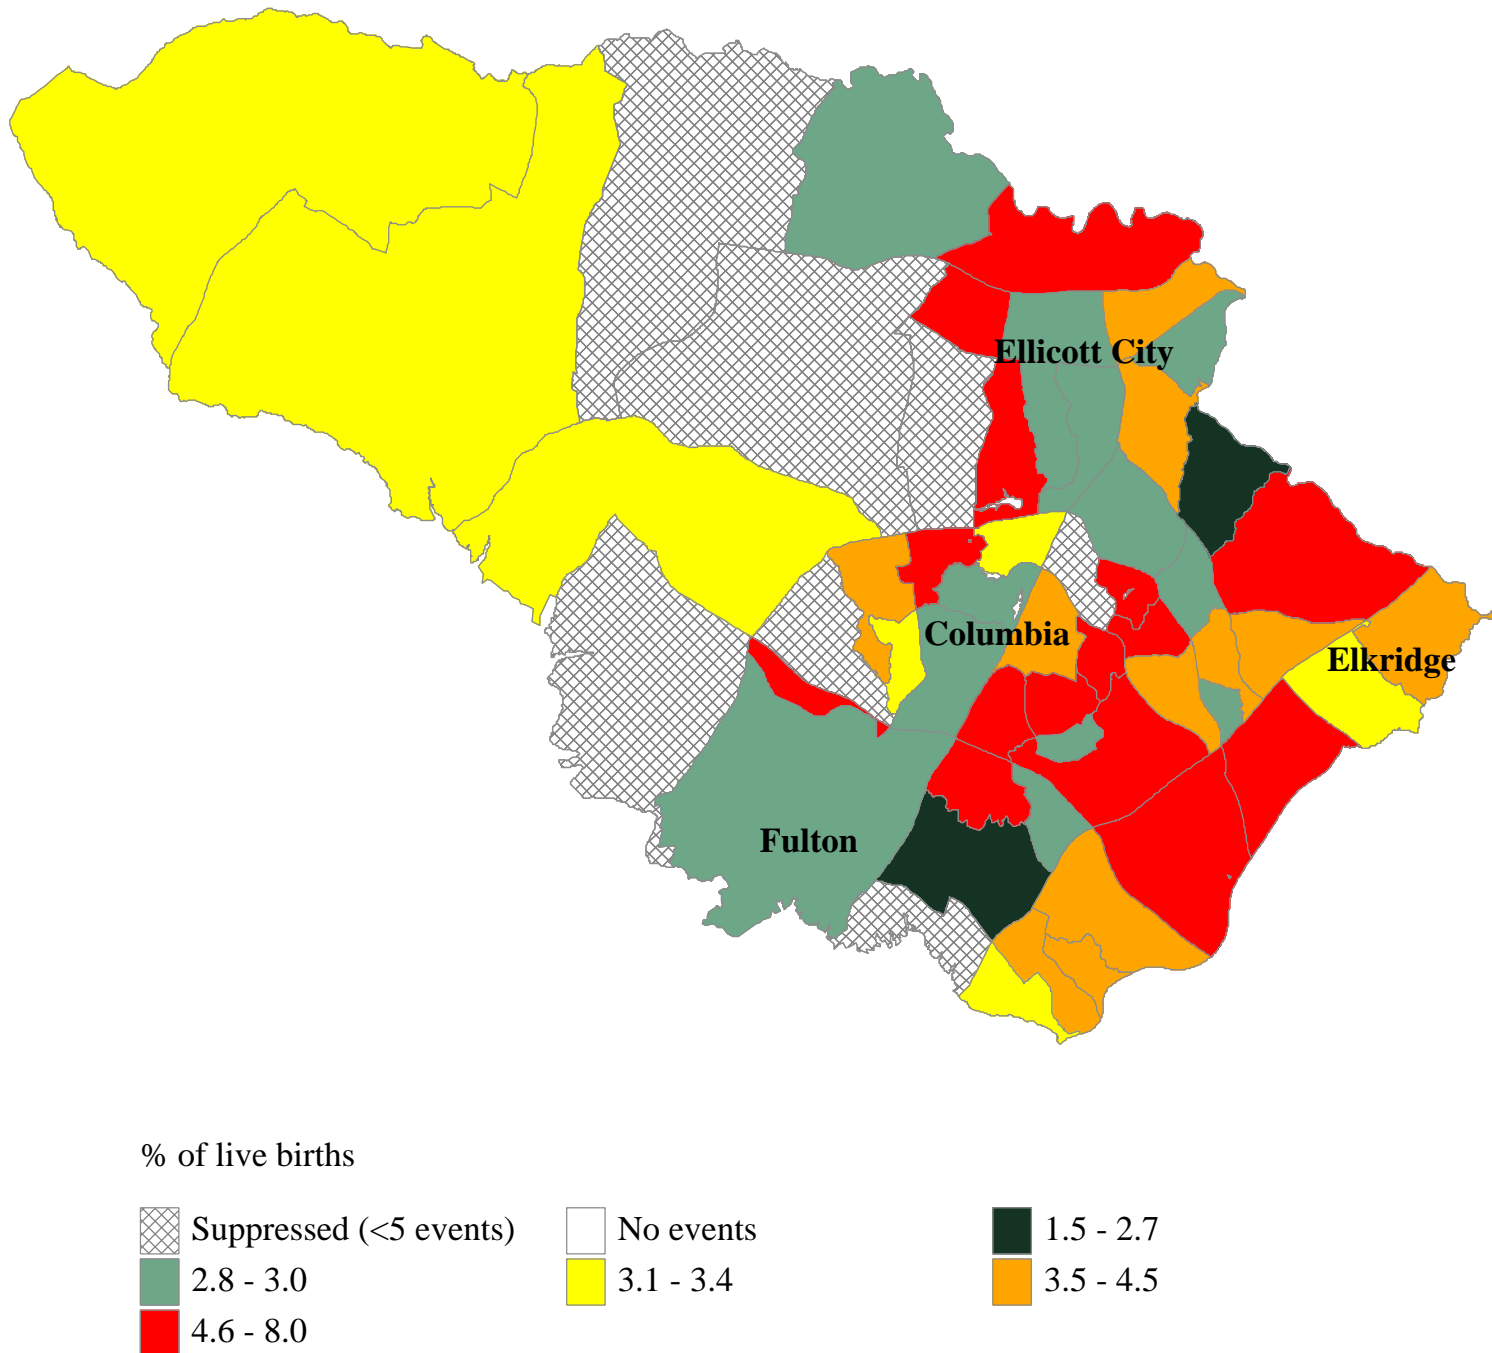 Ellicott City
Columbia
Elkridge
Fulton
% of live births
Suppressed (<5 events)
No events
1.5 - 2.7
2.8 - 3.0
3.1 - 3.4
3.5 - 4.5
4.6 - 8.0